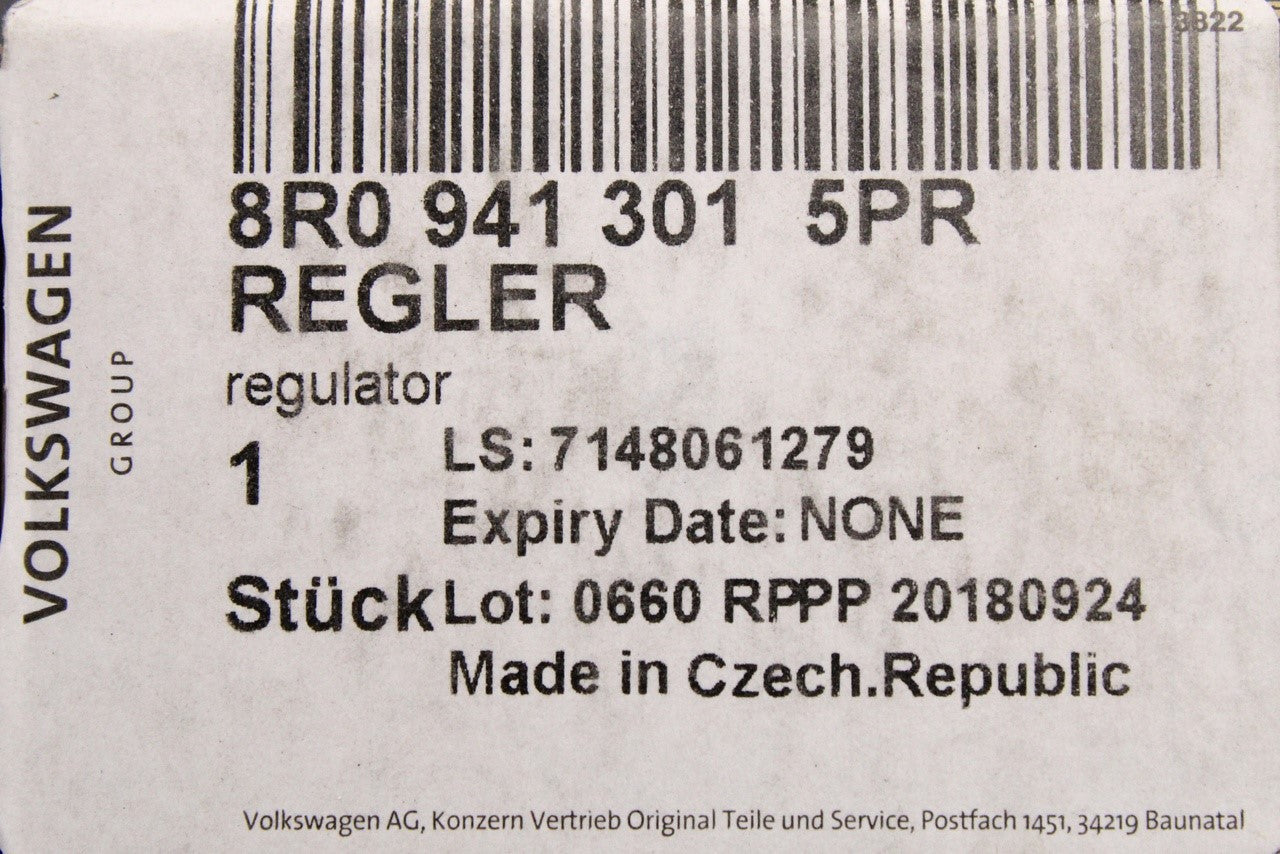 3822
8R0 941 301 5PR
REGLER
regulator
1
LS: 7148061279
Expiry Date: NONE
Stück Lot: 0660 RPPP 20180924
Made in Czech.Republic
VOLKSWAGEN
GROUP
Volkswagen AG, Konzern Vertrieb Original Teile und Service, Postfach 1451, 34219 Baunatal